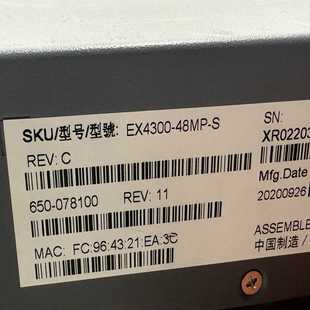 SKU/型号/型號: EX4300-48MP-S
REV: C
650-078100 REV: 11
MAC: FC:96:43:21:EA:3C
SN:
XR02203
Mfg.Date
20200926
ASSEMBLE
中国制造/